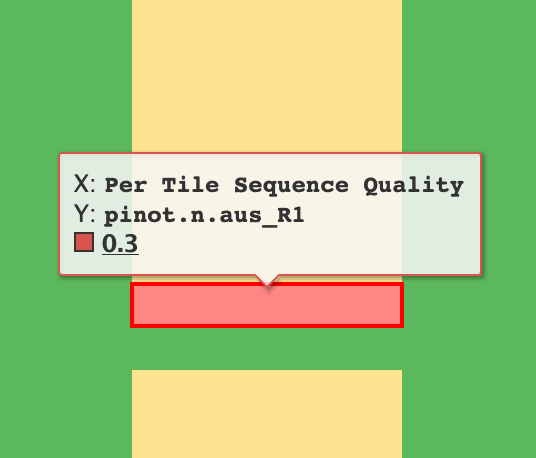 X: Per Tile Sequence Quality
Y: pinot.n.aus_R1
0.3